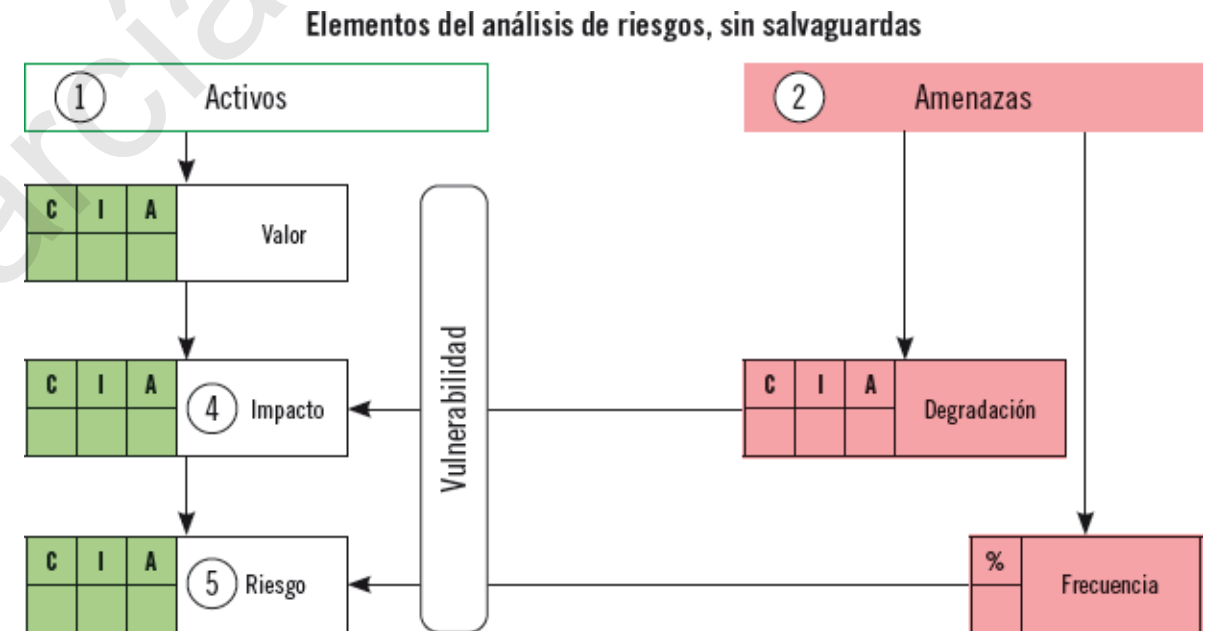 Elementos del análisis de riesgos, sin salvaguardas
1 Activos
2 Amenazas
C I A
Valor
Vulnerabilidad
C I A
4 Impacto
C I A
Degradación
C I A
5 Riesgo
%
Frecuencia